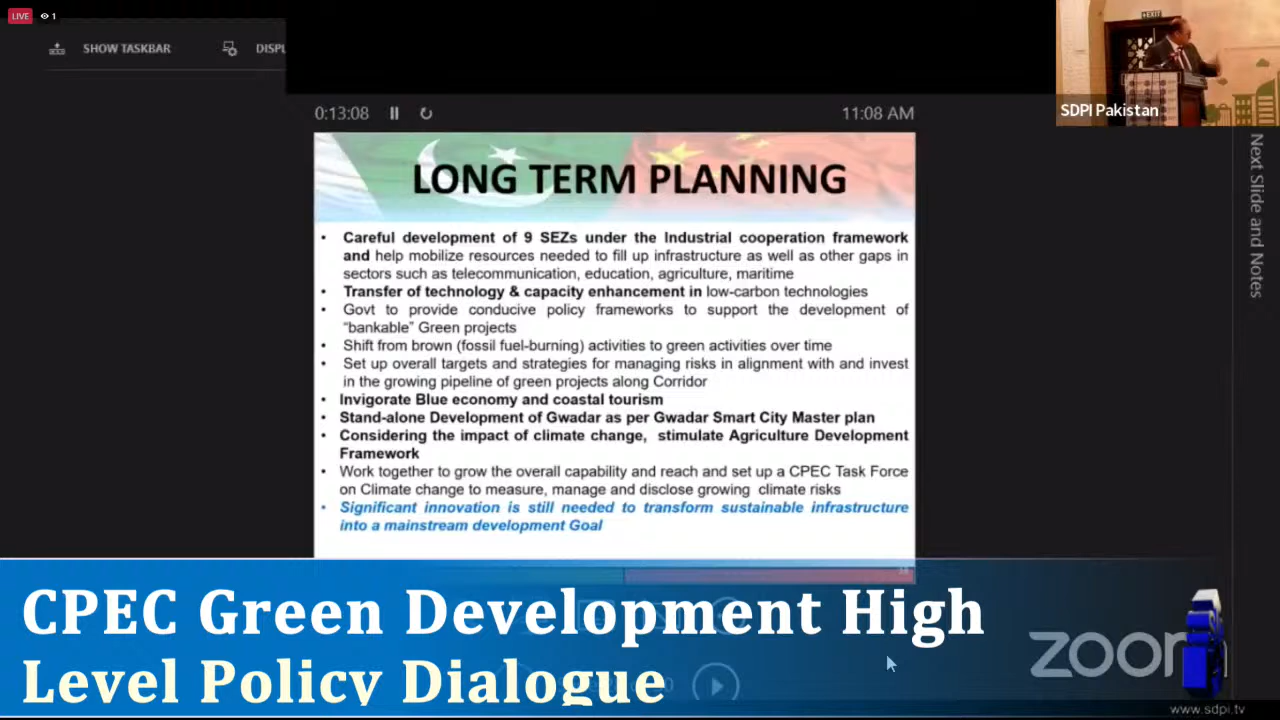 LIVE 1
SHOW TASKBAR
DISPL
0:13:08
11:08 AM
SDPI Pakistan
Next Slide and Notes
LONG TERM PLANNING
• Careful development of 9 SEZs under the Industrial cooperation framework
and help mobilize resources needed to fill up infrastructure as well as other gaps in
sectors such as telecommunication, education, agriculture, maritime
• Transfer of technology & capacity enhancement in low-carbon technologies
• Govt to provide conducive policy frameworks to support the development of
“bankable” Green projects
• Shift from brown (fossil fuel-burning) activities to green activities over time
• Set up overall targets and strategies for managing risks in alignment with and invest
in the growing pipeline of green projects along Corridor
• Invigorate Blue economy and coastal tourism
• Stand-alone Development of Gwadar as per Gwadar Smart City Master plan
• Considering the impact of climate change, stimulate Agriculture Development
Framework
• Work together to grow the overall capability and reach and set up a CPEC Task Force
on Climate change to measure, manage and disclose growing climate risks
• Significant innovation is still needed to transform sustainable infrastructure
into a mainstream development Goal
CPEC Green Development High
Level Policy Dialogue
zoom
www.sdpi.tv